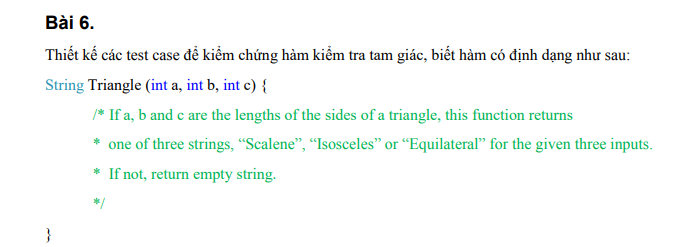 Bài 6.
Thiết kế các test case để kiểm chứng hàm kiểm tra tam giác, biết hàm có định dạng như sau:
String Triangle (int a, int b, int c) {
/* If a, b and c are the lengths of the sides of a triangle, this function returns
* one of three strings, “Scalene”, “Isosceles” or “Equilateral” for the given three inputs.
* If not, return empty string.
*/
}